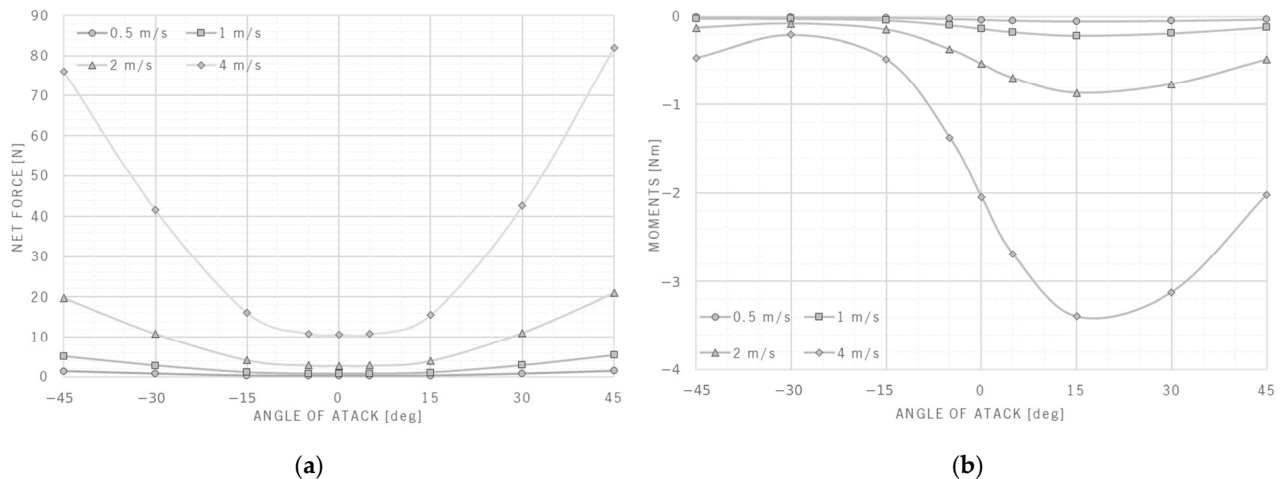 90
80
70
60
50
40
30
20
10
0
NET FORCE [N]
0.5 m/s 1 m/s
2 m/s 4 m/s
−45 −30 −15 0 15 30 45
ANGLE OF ATACK [deg]
(a)
0
−1
−2
−3
−4
MOMENTS [Nm]
0.5 m/s 1 m/s
2 m/s 4 m/s
−45 −30 −15 0 15 30 45
ANGLE OF ATACK [deg]
(b)